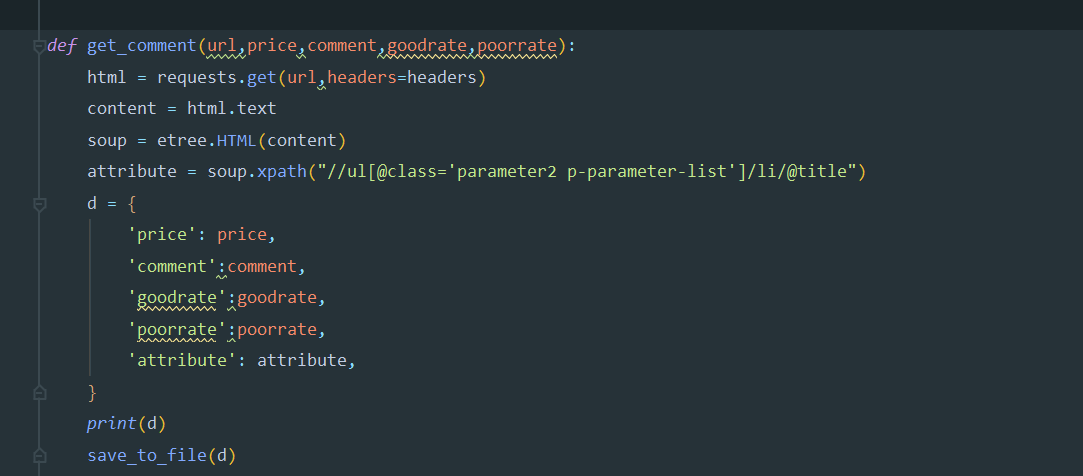 def get_comment(url,price,comment,goodrate,poorrate):
    html = requests.get(url,headers=headers)
    content = html.text
    soup = etree.HTML(content)
    attribute = soup.xpath("//ul[@class='parameter2 p-parameter-list']/li/@title")
    d = {
        'price': price,
        'comment':comment,
        'goodrate':goodrate,
        'poorrate':poorrate,
        'attribute': attribute,
    }
    print(d)
    save_to_file(d)